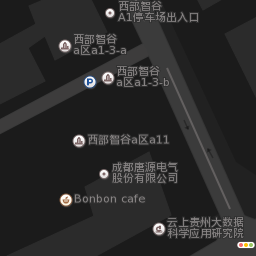 西部智谷
A1停车场出入口
西部智谷
a区a1-3-a
西部智谷
a区a1-3-b
P
西部智谷a区a11
成都唐源电气
股份有限公司
Bonbon cafe
云上贵州大数据
科学应用研究院